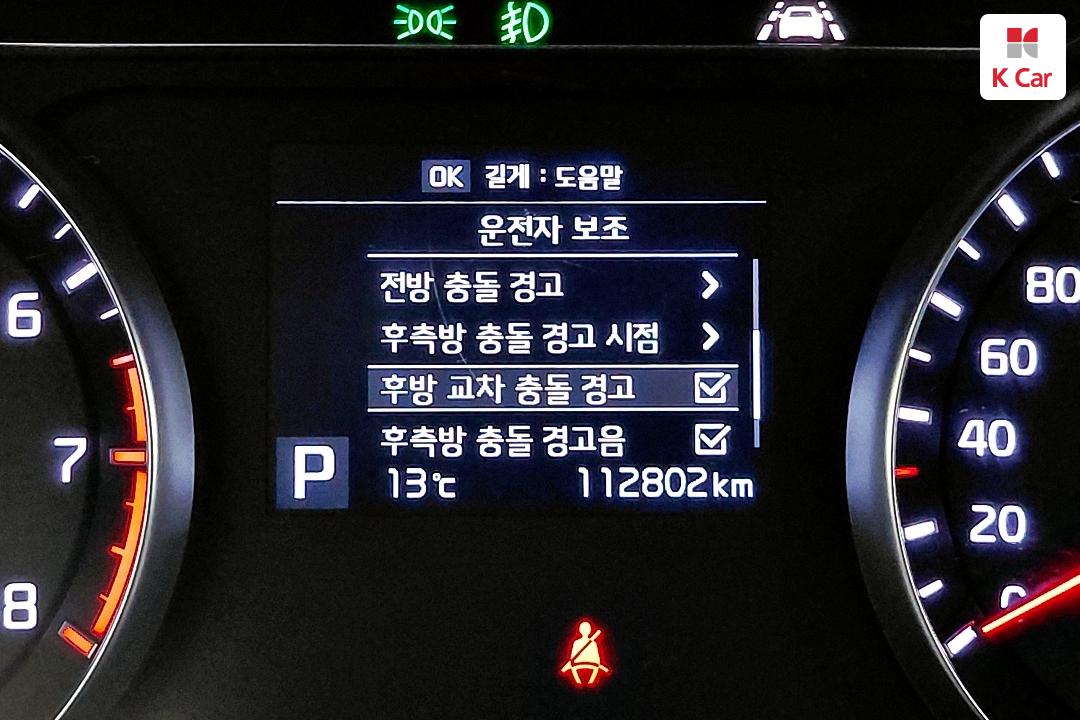 K Car
OK 길게 : 도움말
운전자 보조
전방 충돌 경고
후측방 충돌 경고 시점
후방 교차 충돌 경고
후측방 충돌 경고음
P
13℃ 112802km
6
7
8
80
60
40
20
0